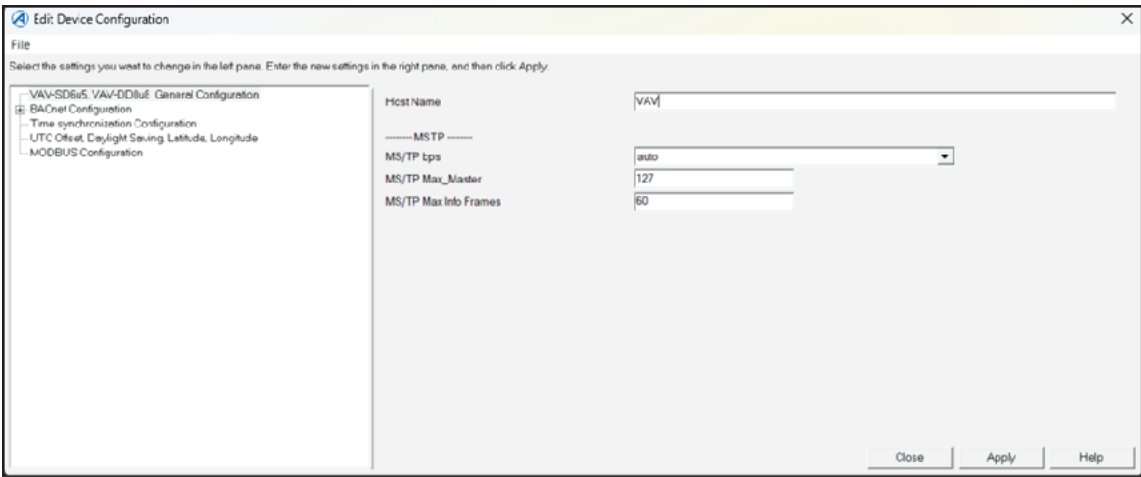 Edit Device Configuration
File
Select the settings you want to change in the left pane. Enter the new settings in the right pane, and then click Apply.
VAV-SD6u5, VAV-DD8u8 General Configuration
BACnet Configuration
Time synchronization Configuration
UTC Offset, Daylight Saving, Latitude, Longitude
MODBUS Configuration
Host Name VAV
--------MSTP--------
MS/TP bps auto
MS/TP Max_Master 127
MS/TP Max Info Frames 60
Close Apply Help